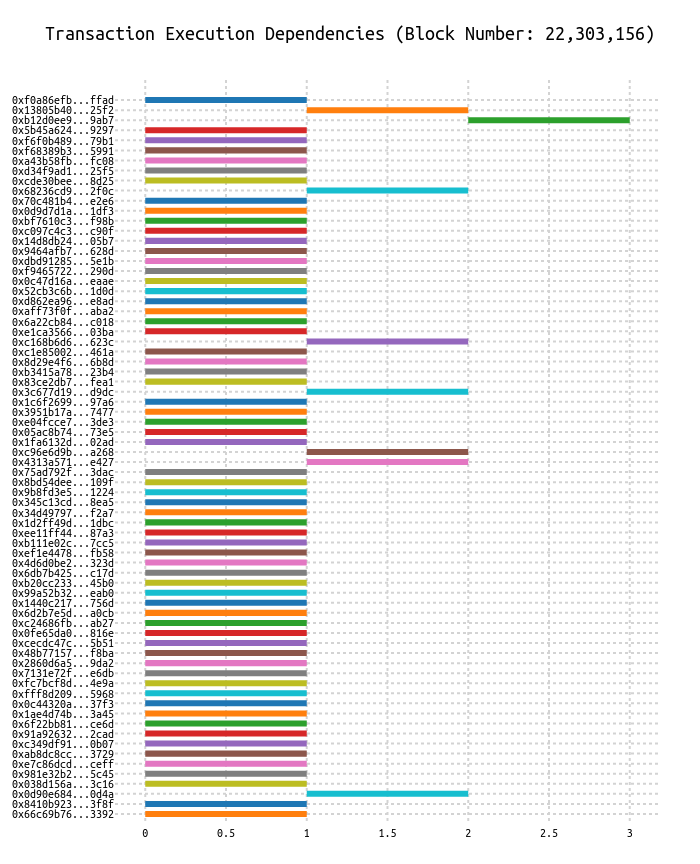 Transaction Execution Dependencies (Block Number: 22,303,156)
0xf0a86efb...ffad
0x13805b40...25f2
0xb12d0ee9...9ab7
0x5b45a624...9297
0xf6f0b489...79b1
0xf68389b3...5991
0xa43b58fb...fc08
0xd34f9ad1...25f5
0xcde30bee...8d25
0x68236cd9...2f0c
0x70c481b4...e2e6
0x0d9d7d1a...1df3
0xbf7610c3...f98b
0xc097c4c3...c90f
0x14d8db24...05b7
0x9464afb7...628d
0xdbd91285...5e1b
0xf9465722...290d
0x0c47d16a...eaae
0x52cb3c6b...1d0d
0xd862ea96...e8ad
0xaff73f0f...aba2
0x6a22cb84...c018
0xe1ca3566...03ba
0xc168b6d6...623c
0xc1e85002...461a
0x8d29e4f6...6b8d
0xb3415a78...23b4
0x83ce2db7...fea1
0x3c677d19...d9dc
0x1c6f2699...97a6
0x3951b17a...7477
0xe04fcce7...3de3
0x05ac8b74...73e5
0x1fa6132d...02ad
0xc96e6d9b...a268
0x4313a571...e427
0x75ad792f...3dac
0x8bd54dee...109f
0x9b8fd3e5...1224
0x345c13cd...8ea5
0x34d49797...f2a7
0x1d2ff49d...1dbc
0xee11ff44...87a3
0xb111e02c...7cc5
0xef1e4478...fb58
0x4d6d0be2...323d
0x6db7b425...c17d
0xb20cc233...45b0
0x99a52b32...eab0
0x1440c217...756d
0x6d2b7e5d...a0cb
0xc24686fb...ab27
0x0fe65da0...816e
0xcecdc47c...5b51
0x48b77157...f8ba
0x2860d6a5...9da2
0x7131e72f...e6db
0xfc7bcf8d...4e9a
0xfff8d209...5968
0x0c44320a...37f3
0x1ae4d74b...3a45
0x6f22bb81...ce6d
0x91a92632...2cad
0xc349df91...0b07
0xab8dc8cc...3729
0xe7c86dcd...ceff
0x981e32b2...5c45
0x038d156a...3c16
0x0d90e684...0d4a
0x8410b923...3f8f
0x66c69b76...3392
0 0.5 1 1.5 2 2.5 3